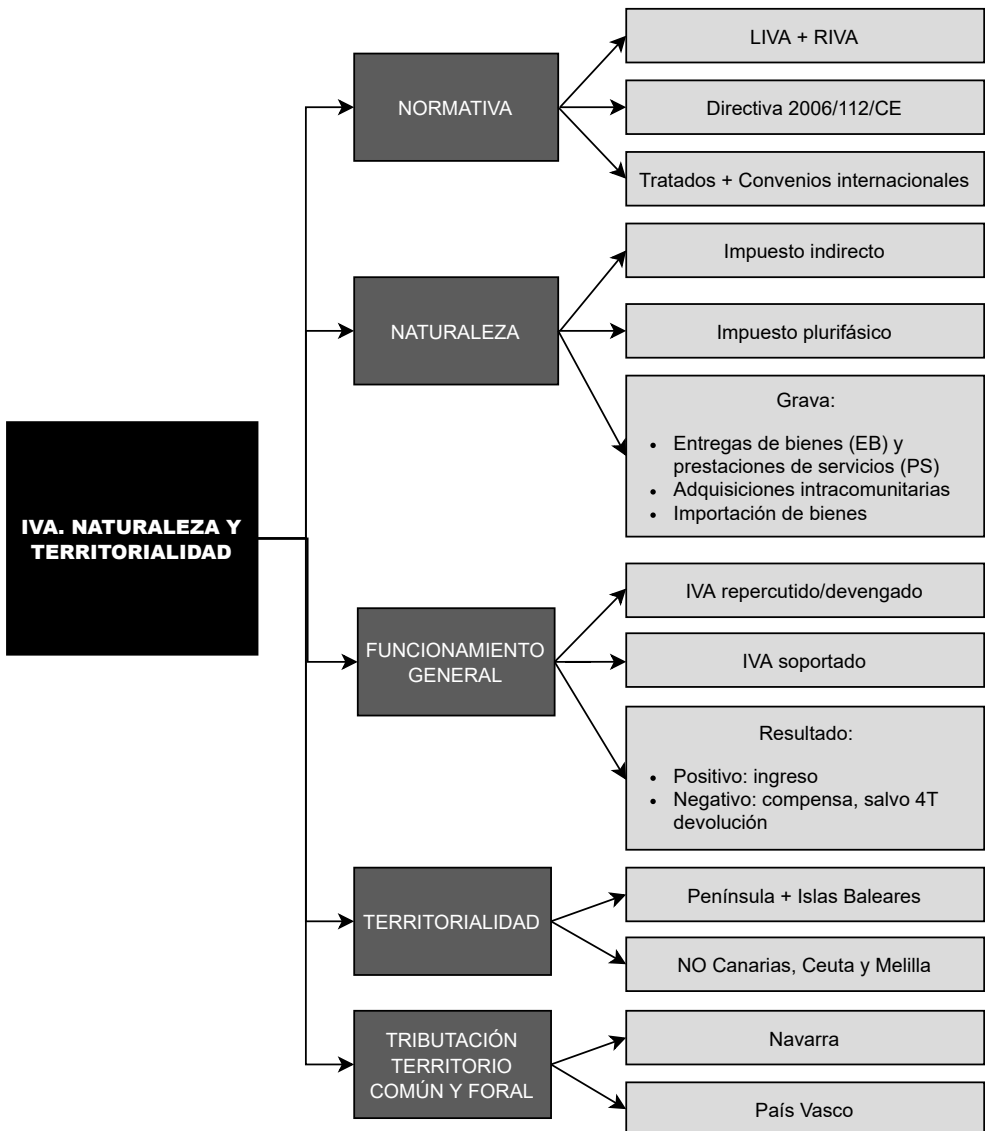 IVA. NATURALEZA Y
TERRITORIALIDAD
NORMATIVA
LIVA + RIVA
Directiva 2006/112/CE
Tratados + Convenios internacionales
NATURALEZA
Impuesto indirecto
Impuesto plurifásico
Grava:
• Entregas de bienes (EB) y
prestaciones de servicios (PS)
• Adquisiciones intracomunitarias
• Importación de bienes
FUNCIONAMIENTO
GENERAL
IVA repercutido/devengado
IVA soportado
Resultado:
• Positivo: ingreso
• Negativo: compensa, salvo 4T
devolución
TERRITORIALIDAD
Península + Islas Baleares
NO Canarias, Ceuta y Melilla
TRIBUTACIÓN
TERRITORIO
COMÚN Y FORAL
Navarra
País Vasco